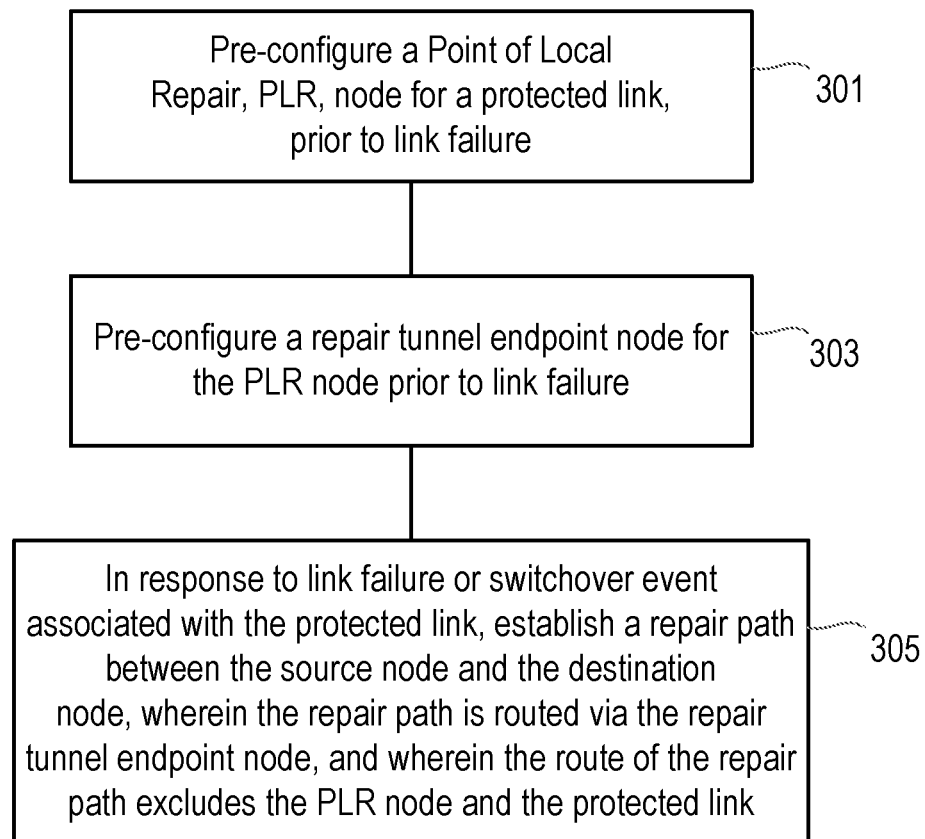 Pre-configure a Point of Local
Repair, PLR, node for a protected link,
prior to link failure
301
Pre-configure a repair tunnel endpoint node for
the PLR node prior to link failure
303
In response to link failure or switchover event
associated with the protected link, establish a repair path
between the source node and the destination
node, wherein the repair path is routed via the repair
tunnel endpoint node, and wherein the route of the repair
path excludes the PLR node and the protected link
305